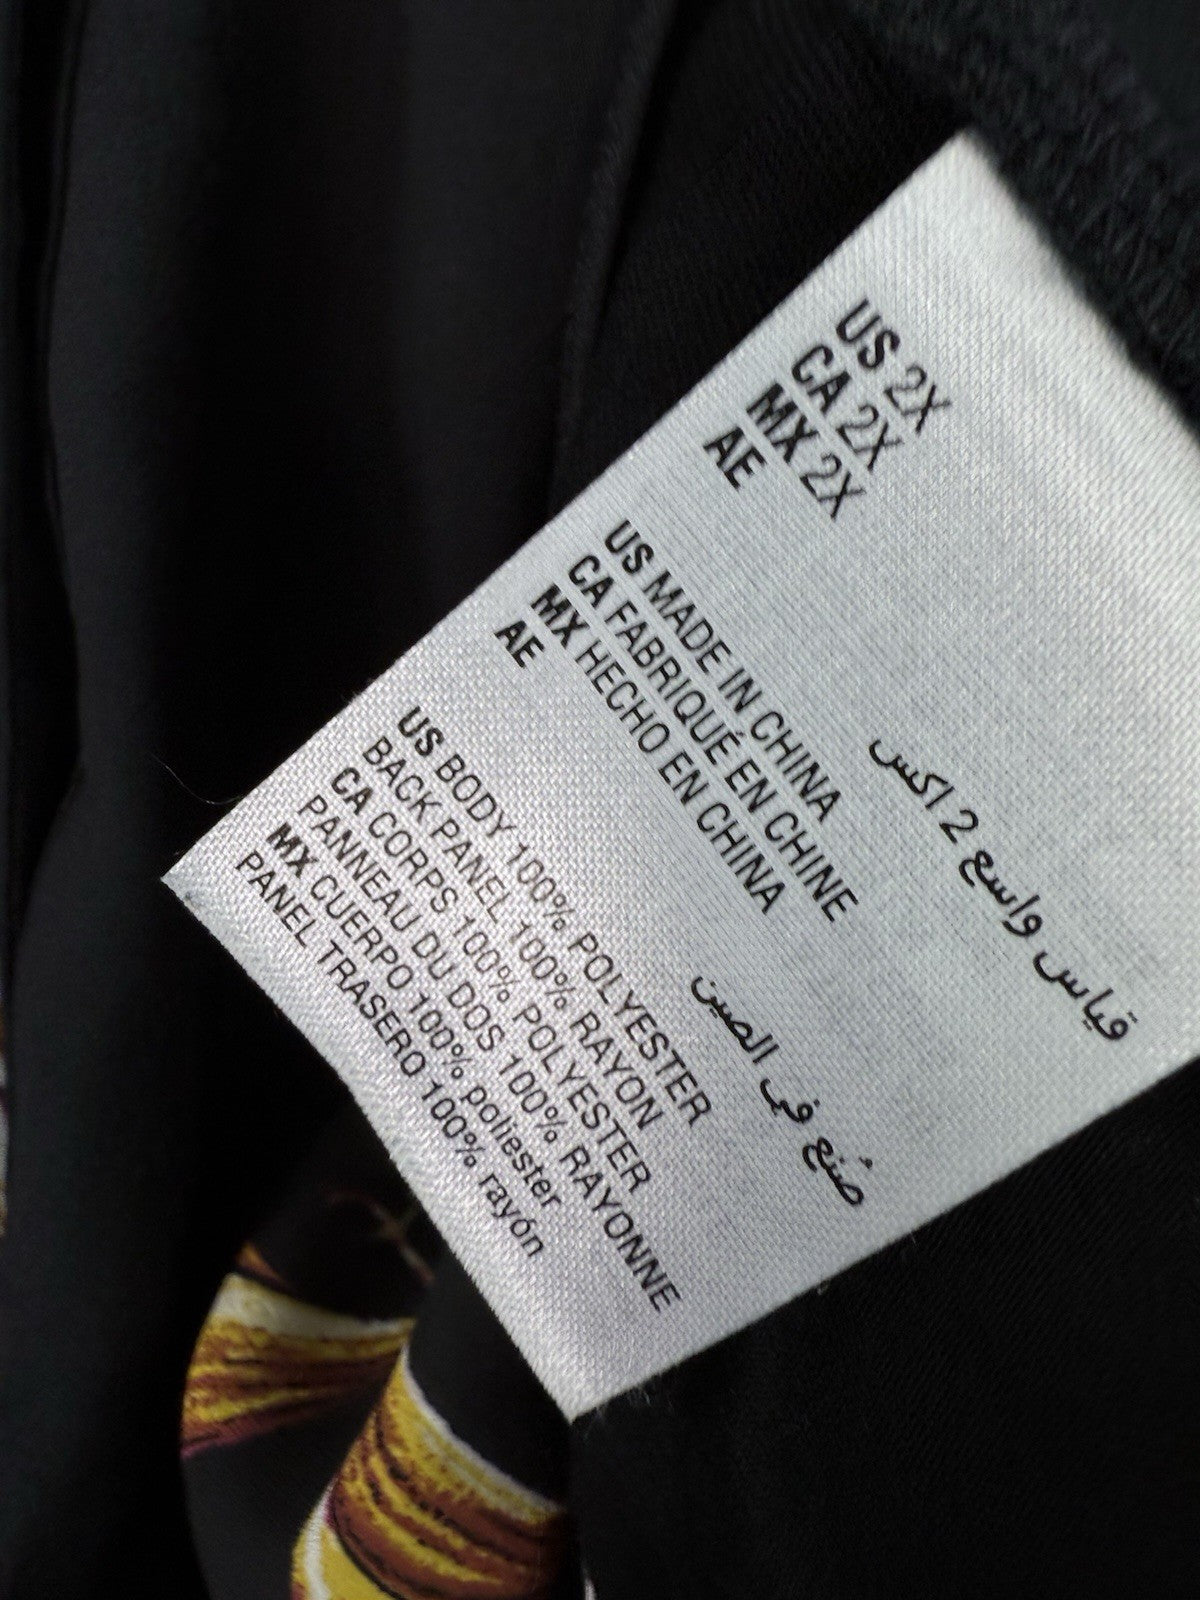 US 2X
CA 2X
MX 2X
AE قياس واسع 2 اكس
US MADE IN CHINA
CA FABRIQUÉ EN CHINE
MX HECHO EN CHINA
AE صُنع في الصين
US BODY 100% POLYESTER
BACK PANEL 100% RAYON
CA CORPS 100% POLYESTER
PANNEAU DU DOS 100% RAYONNE
MX CUERPO 100% poliester
PANEL TRASERO 100% rayón